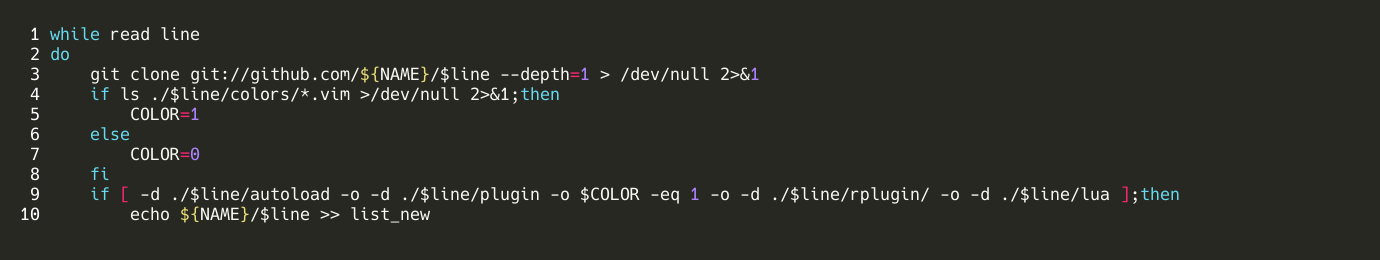 1 while read line
2 do
3     git clone git://github.com/${NAME}/$line --depth=1 > /dev/null 2>&1
4     if ls ./$line/colors/*.vim >/dev/null 2>&1;then
5         COLOR=1
6     else
7         COLOR=0
8     fi
9     if [ -d ./$line/autoload -o -d ./$line/plugin -o $COLOR -eq 1 -o -d ./$line/rplugin/ -o -d ./$line/lua ];then
10         echo ${NAME}/$line >> list_new